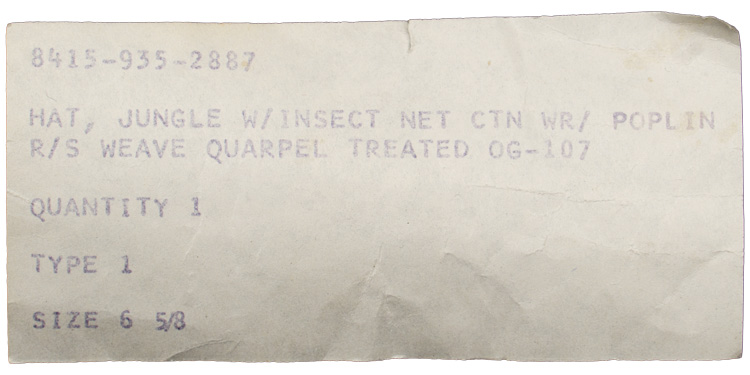 8415-935-2887
HAT, JUNGLE W/INSECT NET CTN WR/ POPLIN
R/S WEAVE QUARPEL TREATED OG-107
QUANTITY 1
TYPE 1
SIZE 6 5/8